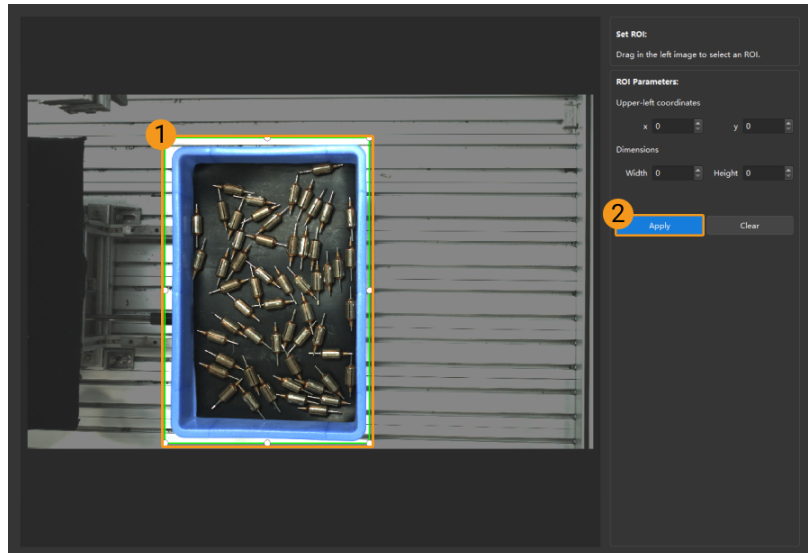 1
Set ROI:
Drag in the left image to select an ROI.
ROI Parameters:
Upper-left coordinates
x 0 y 0
Dimensions
Width 0 Height 0
2
Apply Clear